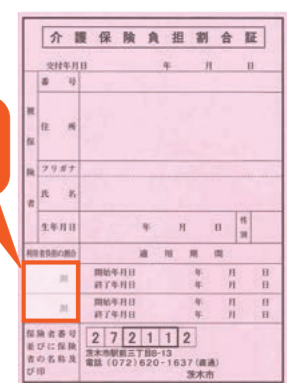 介護保険負担割合証
交付年月日 年 月 日
被保険者
番号
住所
フリガナ
氏名
生年月日 年 月 日 性別
利用者負担の割合 適用期間
割 開始年月日 年 月 日
終了年月日 年 月 日
割 開始年月日 年 月 日
終了年月日 年 月 日
保険者番号
並びに保険
者の名称及
び印
272112
茨木市駅前三丁目8-13
電話 (072)620-1637(直通)
茨木市